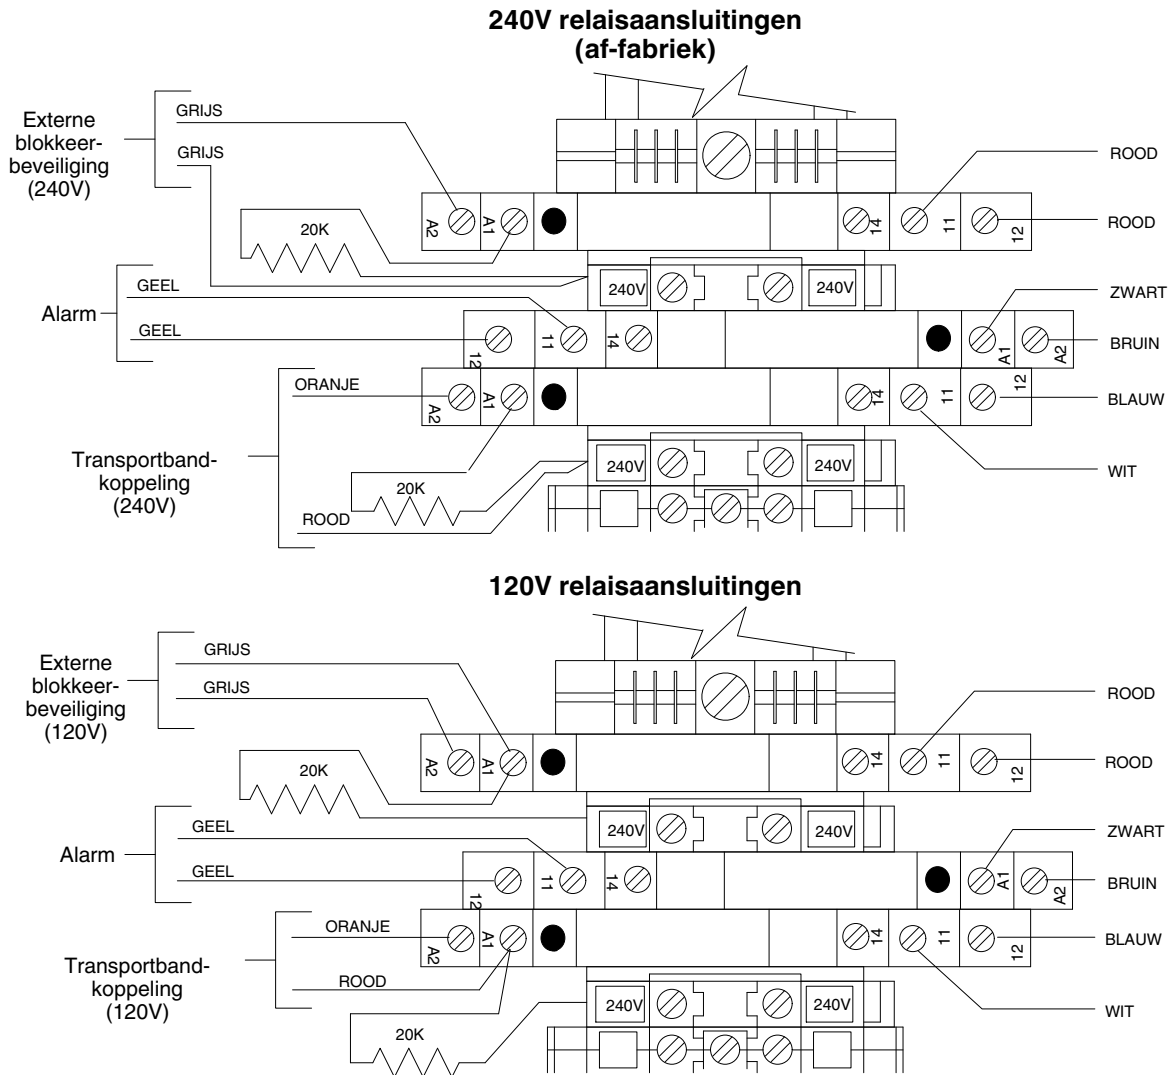 240V relaisaansluitingen
(af-fabriek)
Externe
blokkeer-
beveiliging
(240V)
GRIJS
GRIJS
20K
A2
A1
14
11
12
ROOD
ROOD
240V
240V
Alarm
GEEL
GEEL
12
11
14
A1
A2
ZWART
BRUIN
Transportband-
koppeling
(240V)
ORANJE
ROOD
20K
A2
A1
14
11
12
BLAUW
WIT
240V
240V
120V relaisaansluitingen
Externe
blokkeer-
beveiliging
(120V)
GRIJS
GRIJS
20K
A2
A1
14
11
12
ROOD
ROOD
240V
240V
Alarm
GEEL
GEEL
12
11
14
A1
A2
ZWART
BRUIN
Transportband-
koppeling
(120V)
ORANJE
ROOD
20K
A2
A1
14
11
12
BLAUW
WIT
240V
240V